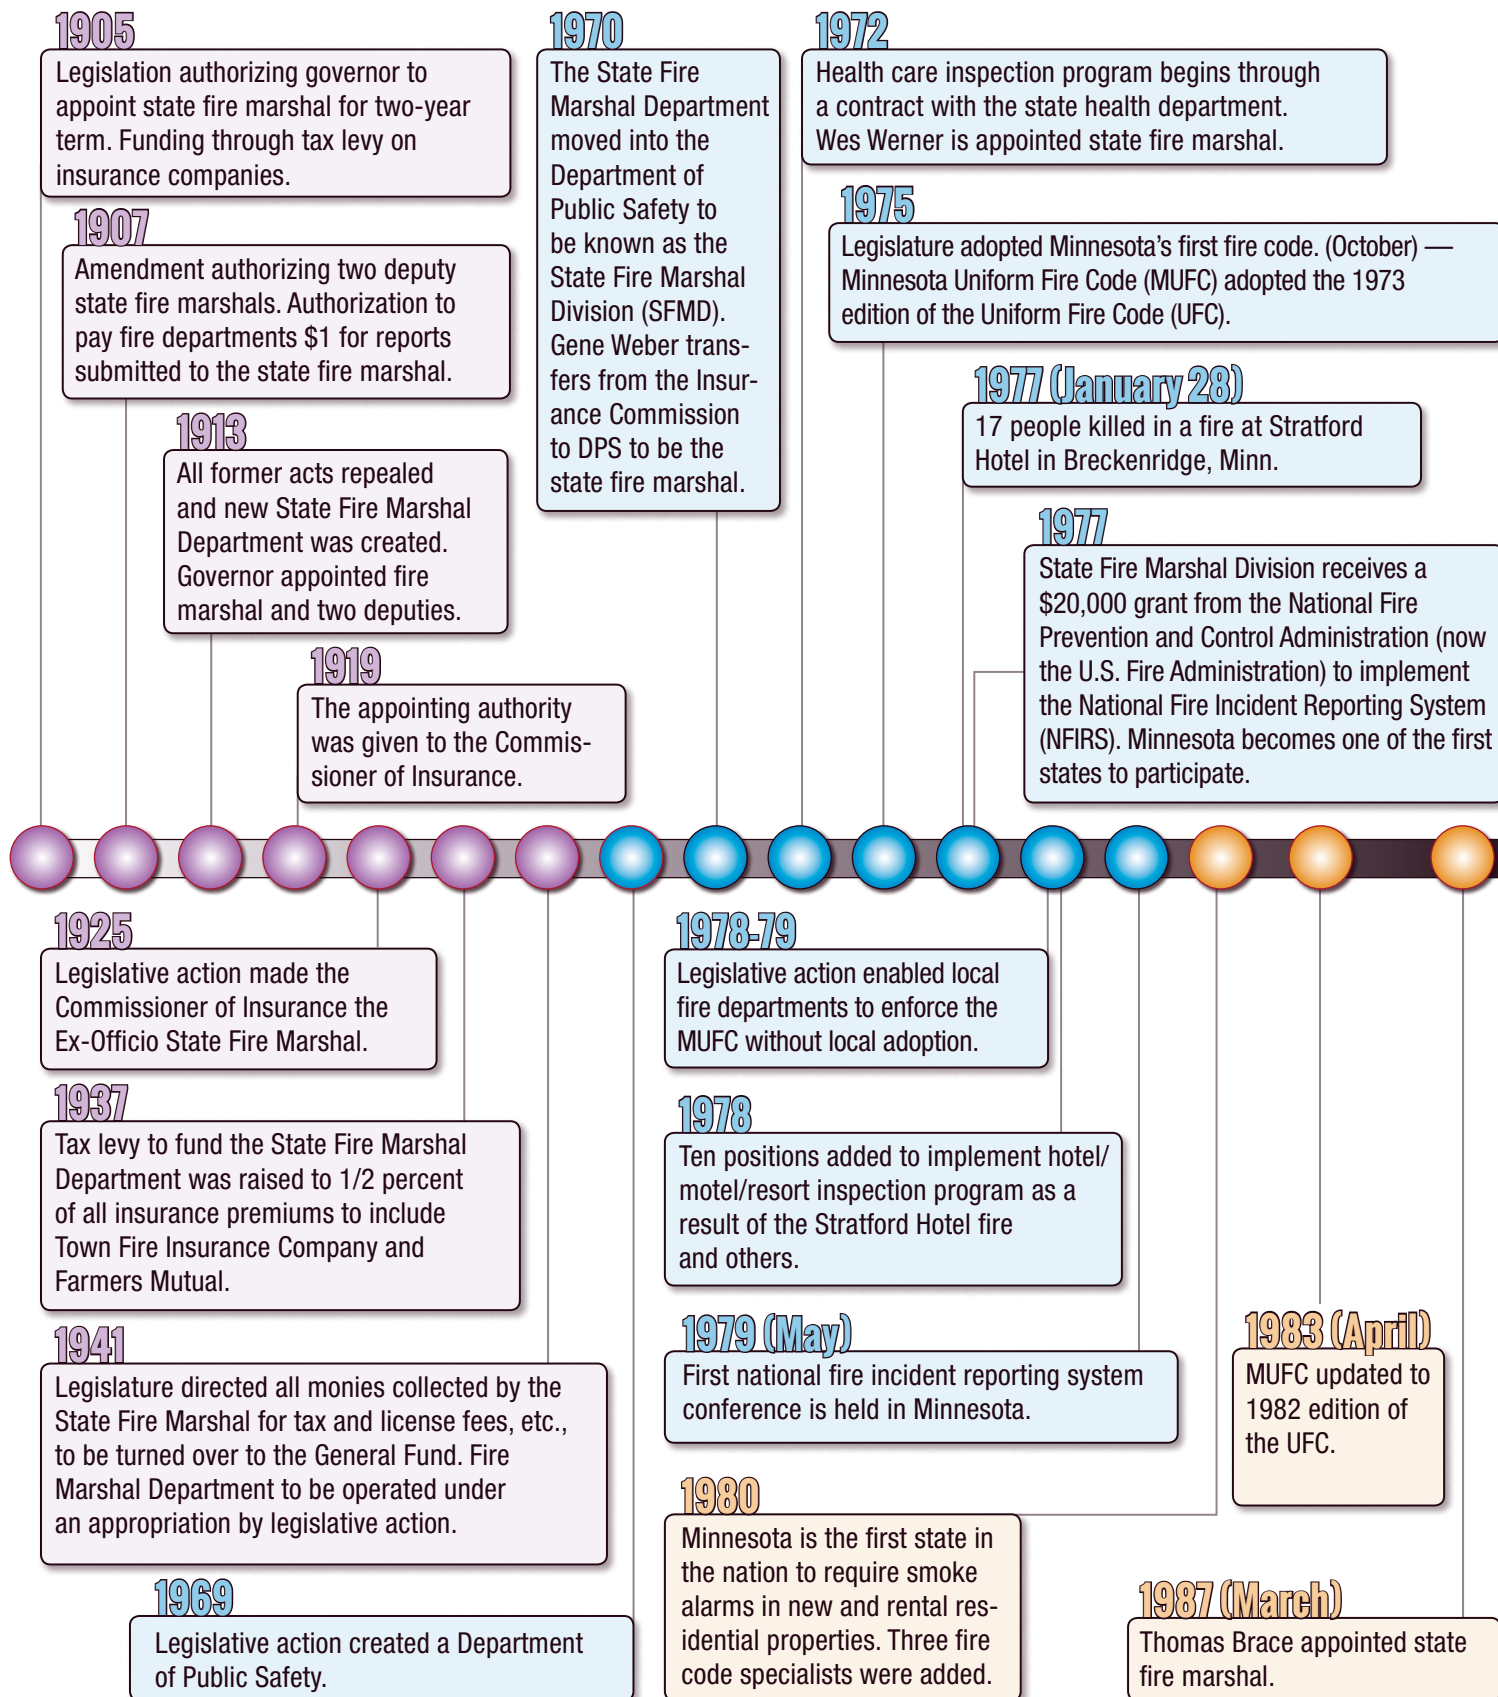 1905
Legislation authorizing governor to
appoint state fire marshal for two-year
term. Funding through tax levy on
insurance companies.
1907
Amendment authorizing two deputy
state fire marshals. Authorization to
pay fire departments $1 for reports
submitted to the state fire marshal.
1913
All former acts repealed
and new State Fire Marshal
Department was created.
Governor appointed fire
marshal and two deputies.
1919
The appointing authority
was given to the Commis-
sioner of Insurance.
1970
The State Fire
Marshal Department
moved into the
Department of
Public Safety to
be known as the
State Fire Marshal
Division (SFMD).
Gene Weber trans-
fers from the Insur-
ance Commission
to DPS to be the
state fire marshal.
1972
Health care inspection program begins through
a contract with the state health department.
Wes Werner is appointed state fire marshal.
1975
Legislature adopted Minnesota’s first fire code. (October) —
Minnesota Uniform Fire Code (MUFC) adopted the 1973
edition of the Uniform Fire Code (UFC).
1977 (January 28)
17 people killed in a fire at Stratford
Hotel in Breckenridge, Minn.
1977
State Fire Marshal Division receives a
$20,000 grant from the National Fire
Prevention and Control Administration (now
the U.S. Fire Administration) to implement
the National Fire Incident Reporting System
(NFIRS). Minnesota becomes one of the first
states to participate.
1925
Legislative action made the
Commissioner of Insurance the
Ex-Officio State Fire Marshal.
1937
Tax levy to fund the State Fire Marshal
Department was raised to 1/2 percent
of all insurance premiums to include
Town Fire Insurance Company and
Farmers Mutual.
1941
Legislature directed all monies collected by the
State Fire Marshal for tax and license fees, etc.,
to be turned over to the General Fund. Fire
Marshal Department to be operated under
an appropriation by legislative action.
1969
Legislative action created a Department
of Public Safety.
1978-79
Legislative action enabled local
fire departments to enforce the
MUFC without local adoption.
1978
Ten positions added to implement hotel/
motel/resort inspection program as a
result of the Stratford Hotel fire
and others.
1979 (May)
First national fire incident reporting system
conference is held in Minnesota.
1980
Minnesota is the first state in
the nation to require smoke
alarms in new and rental res-
idential properties. Three fire
code specialists were added.
1983 (April)
MUFC updated to
1982 edition of
the UFC.
1987 (March)
Thomas Brace appointed state
fire marshal.